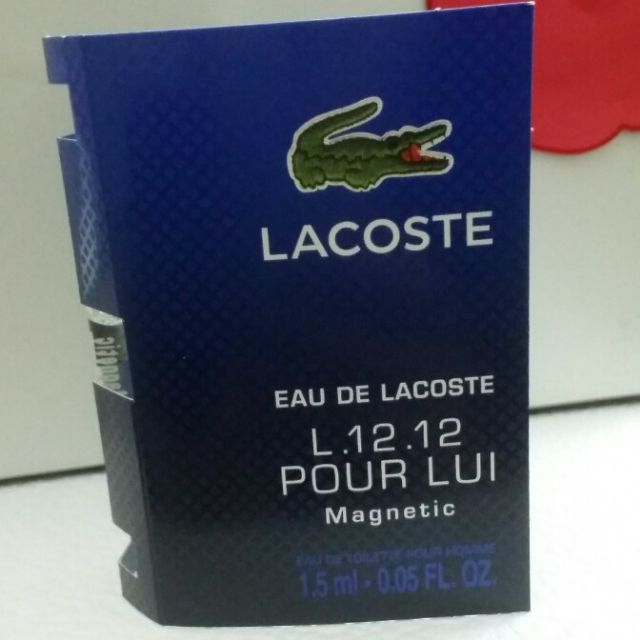 LACOSTE
EAU DE LACOSTE
L.12.12
POUR LUI
Magnetic
EAU DE TOILETTE POUR HOMME
1.5 ml - 0.05 FL. OZ.